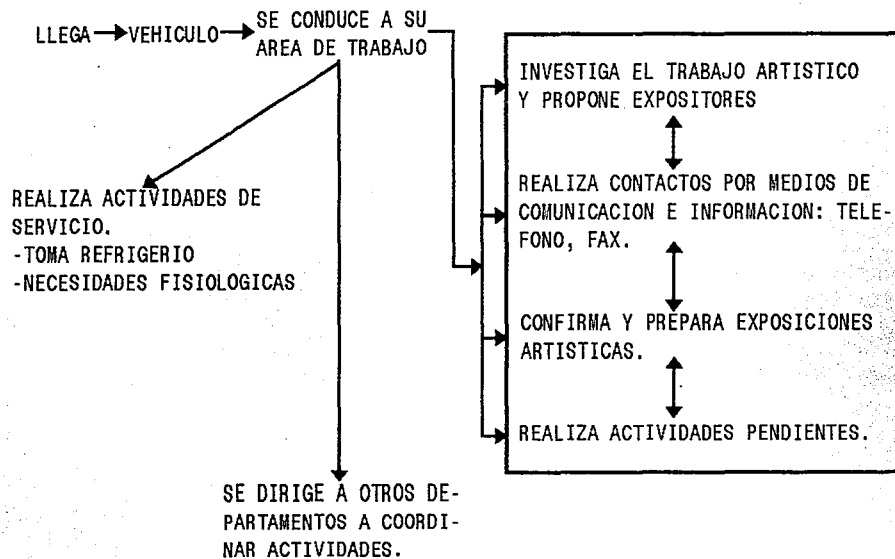 LLEGA VEHICULO SE CONDUCE A SU
AREA DE TRABAJO
INVESTIGA EL TRABAJO ARTISTICO
Y PROPONE EXPOSITORES
REALIZA CONTACTOS POR MEDIOS DE
COMUNICACION E INFORMACION: TELE-
FONO, FAX.
CONFIRMA Y PREPARA EXPOSICIONES
ARTISTICAS.
REALIZA ACTIVIDADES PENDIENTES.
REALIZA ACTIVIDADES DE
SERVICIO.
-TOMA REFRIGERIO
-NECESIDADES FISIOLOGICAS
SE DIRIGE A OTROS DE-
PARTAMENTOS A COORDI-
NAR ACTIVIDADES.